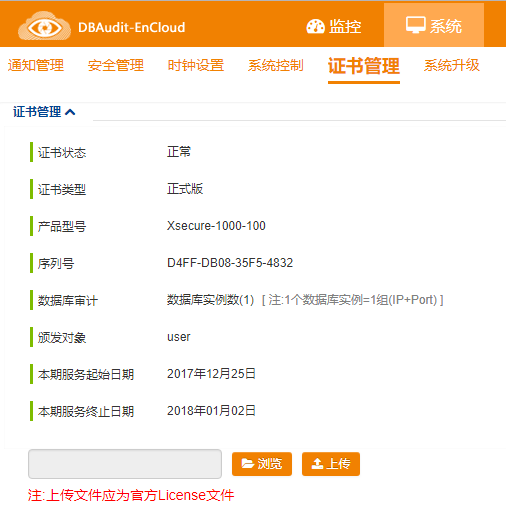 DBAudit-EnCloud 监控 系统
通知管理 安全管理 时钟设置 系统控制 证书管理 系统升级
证书管理
证书状态 正常
证书类型 正式版
产品型号 Xsecure-1000-100
序列号 D4FF-DB08-35F5-4832
数据库审计 数据库实例数(1) [ 注:1个数据库实例=1组(IP+Port) ]
颁发对象 user
本期服务起始日期 2017年12月25日
本期服务终止日期 2018年01月02日
浏览 上传
注:上传文件应为官方License文件